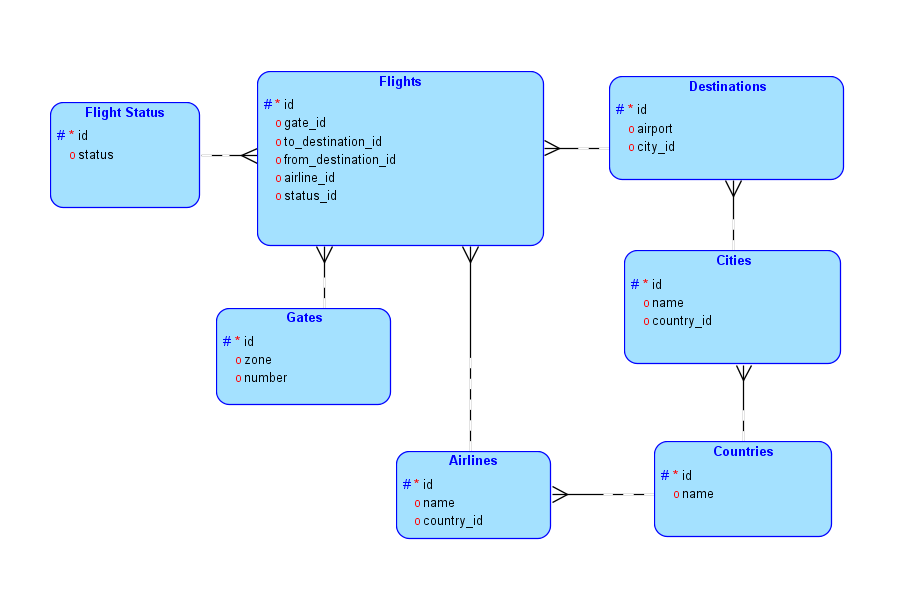 Flight Status
# * id
o status
Flights
# * id
o gate_id
o to_destination_id
o from_destination_id
o airline_id
o status_id
Destinations
# * id
o airport
o city_id
Cities
# * id
o name
o country_id
Gates
# * id
o zone
o number
Airlines
# * id
o name
o country_id
Countries
# * id
o name